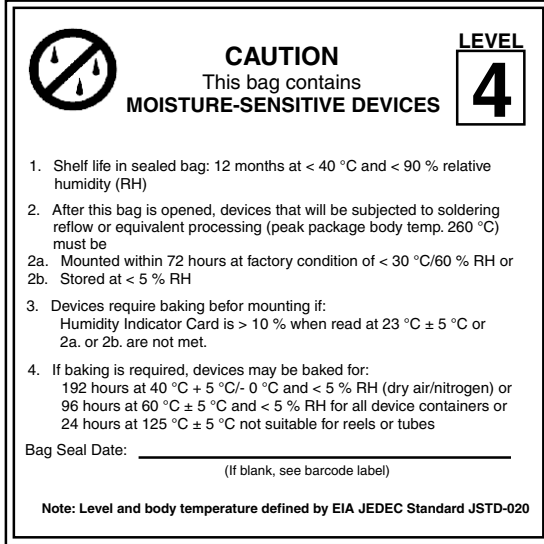 CAUTION
This bag contains
MOISTURE-SENSITIVE DEVICES
LEVEL
4
1. Shelf life in sealed bag: 12 months at < 40 °C and < 90 % relative
humidity (RH)
2. After this bag is opened, devices that will be subjected to soldering
reflow or equivalent processing (peak package body temp. 260 °C)
must be
2a. Mounted within 72 hours at factory condition of < 30 °C/60 % RH or
2b. Stored at < 5 % RH
3. Devices require baking befor mounting if:
Humidity Indicator Card is > 10 % when read at 23 °C ± 5 °C or
2a. or 2b. are not met.
4. If baking is required, devices may be baked for:
192 hours at 40 °C + 5 °C/- 0 °C and < 5 % RH (dry air/nitrogen) or
96 hours at 60 °C ± 5 °C and < 5 % RH for all device containers or
24 hours at 125 °C ± 5 °C not suitable for reels or tubes
Bag Seal Date:
(If blank, see barcode label)
Note: Level and body temperature defined by EIA JEDEC Standard JSTD-020